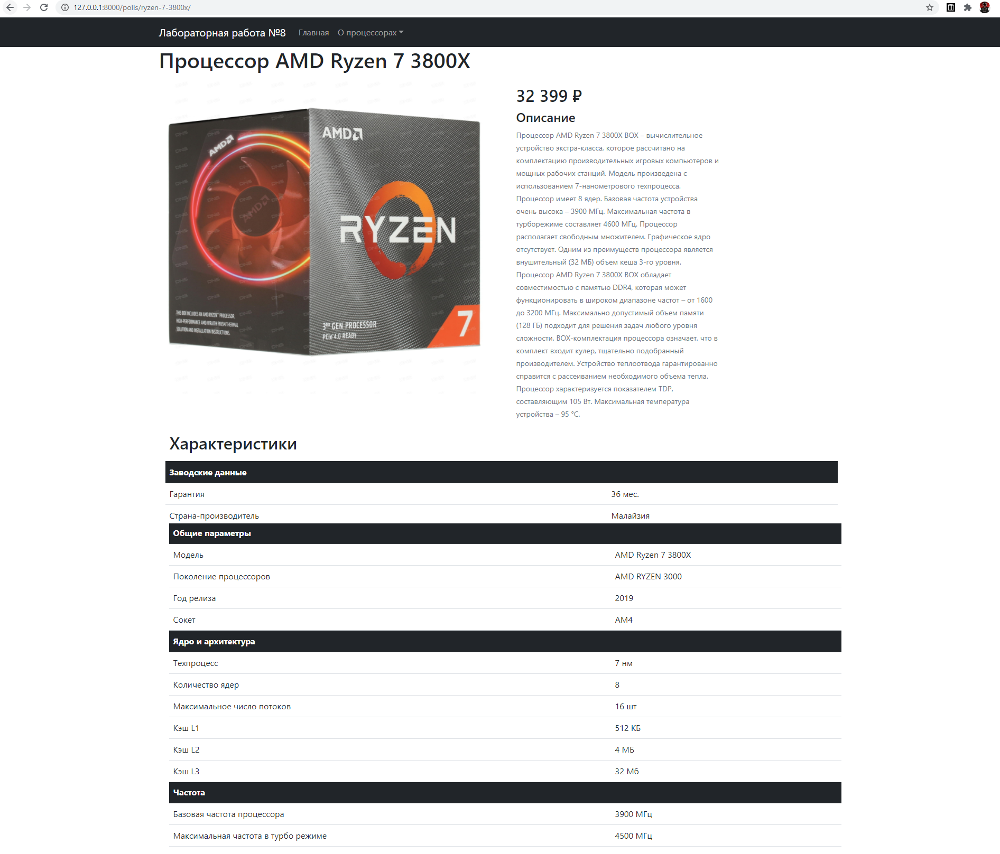 127.0.0.1:8000/polls/ryzen-7-3800x/
Лабораторная работа №8 Главная О процессорах
Процессор AMD Ryzen 7 3800X
AMD
AMD
AMD
RYZEN
7
THIS BOX INCLUDES AN AMD RYZEN™ PROCESSOR,
HIGH-PERFORMANCE AMD WRAITH PRISM THERMAL
SOLUTION AND INSTALLATION INSTRUCTIONS.
3RD GEN PROCESSOR
PCIe 4.0 READY
32 399 ₽
Описание
Процессор AMD Ryzen 7 3800X BOX – вычислительное
устройство экстра-класса, которое рассчитано на
комплектацию производительных игровых компьютеров и
мощных рабочих станций. Модель произведена с
использованием 7-нанометрового техпроцесса.
Процессор имеет 8 ядер. Базовая частота устройства
очень высока – 3900 МГц. Максимальная частота в
турборежиме составляет 4600 МГц. Процессор
располагает свободным множителем. Графическое ядро
отсутствует. Одним из преимуществ процессора является
внушительный (32 МБ) объем кеша 3-го уровня.
Процессор AMD Ryzen 7 3800X BOX обладает
совместимостью с памятью DDR4, которая может
функционировать в широком диапазоне частот – от 1600
до 3200 МГц. Максимально допустимый объем памяти
(128 ГБ) подходит для решения задач любого уровня
сложности. BOX-комплектация процессора означает, что в
комплект входит кулер, тщательно подобранный
производителем. Устройство теплоотвода гарантированно
справится с рассеиванием необходимого объема тепла.
Процессор характеризуется показателем TDP,
составляющим 105 Вт. Максимальная температура
устройства – 95 °C.
Характеристики
Заводские данные
Гарантия 36 мес.
Страна-производитель Малайзия
Общие параметры
Модель AMD Ryzen 7 3800X
Поколение процессоров AMD RYZEN 3000
Год релиза 2019
Сокет AM4
Ядро и архитектура
Техпроцесс 7 нм
Количество ядер 8
Максимальное число потоков 16 шт
Кэш L1 512 КБ
Кэш L2 4 МБ
Кэш L3 32 Мб
Частота
Базовая частота процессора 3900 МГц
Максимальная частота в турбо режиме 4500 МГц